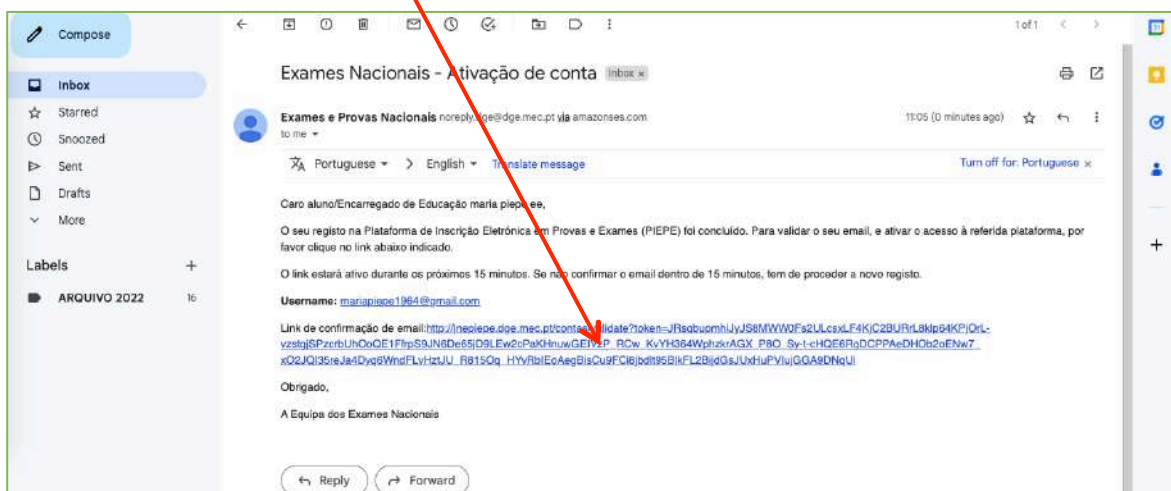 Compose
1 of 1
Exames Nacionais - Ativação de conta Inbox x
Inbox
Starred
Snoozed
Sent
Drafts
More
Labels
ARQUIVO 2022 16
Exames e Provas Nacionais noreply.dge@dge.mec.pt via amazonses.com 11:05 (0 minutes ago)
to me
Portuguese > English Translate message Turn off for: Portuguese x
Caro aluno/Encarregado de Educação maria piepe ee,
O seu registo na Plataforma de Inscrição Eletrónica em Provas e Exames (PIEPE) foi concluído. Para validar o seu email, e ativar o acesso à referida plataforma, por
favor clique no link abaixo indicado.
O link estará ativo durante os próximos 15 minutos. Se não confirmar o email dentro de 15 minutos, tem de proceder a novo registo.
Username: mariapiepe1964@gmail.com
Link de confirmação de email:
Obrigado,
A Equipa dos Exames Nacionais
Reply Forward